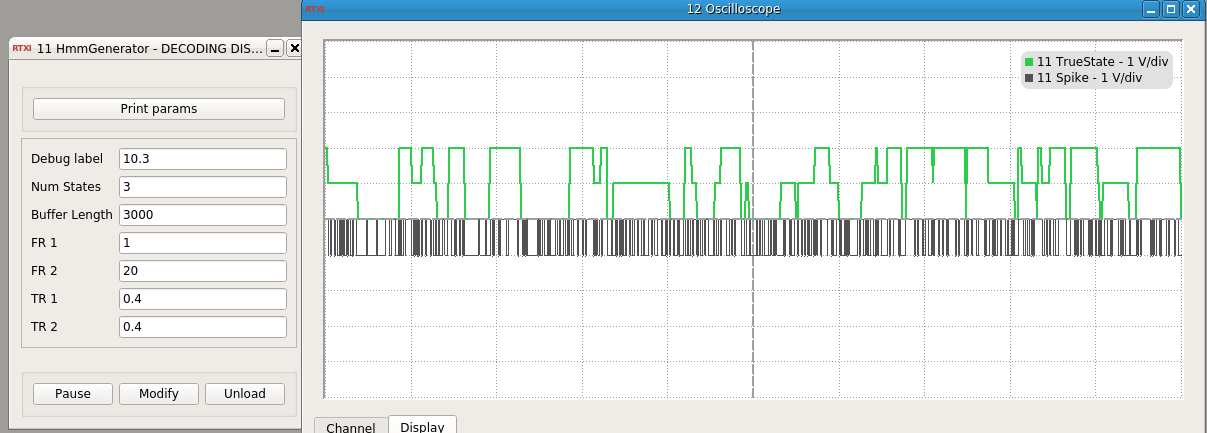 RTXI 11 HmmGenerator - DECODING DIS...
Print params
Debug label 10.3
Num States 3
Buffer Length 3000
FR 1 1
FR 2 20
TR 1 0.4
TR 2 0.4
Pause Modify Unload
RTXI 12 Oscilloscope
11 TrueState - 1 V/div
11 Spike - 1 V/div
Channel Display